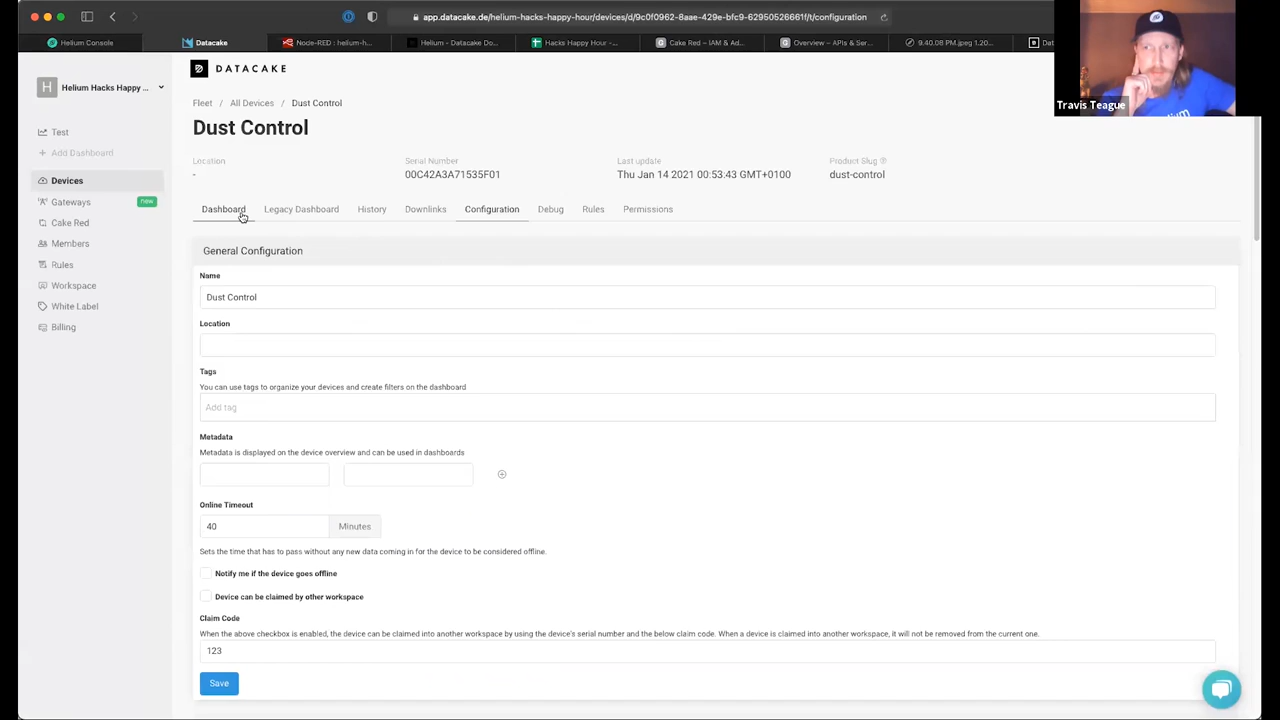 app.datacake.de/helium-hacks-happy-hour/devices/d/9c0f0962-8aae-429e-bfc9-62950526661f/t/configuration
Helium Console
Datacake
Node-RED : helium-h...
Helium - Datacake Do...
Hacks Happy Hour -...
Cake Red – IAM & Ad...
Overview – APIs & Ser...
9.40.08 PM.jpeg 1.20...
Dat
Travis Teague
H
Helium Hacks Happy ...
DATACAKE
Fleet / All Devices / Dust Control
Dust Control
Location
-
Serial Number
00C42A3A71535F01
Last update
Thu Jan 14 2021 00:53:43 GMT+0100
Product Slug
dust-control
Test
+ Add Dashboard
Devices
Gateways
new
Cake Red
Members
Rules
Workspace
White Label
Billing
Dashboard
Legacy Dashboard
History
Downlinks
Configuration
Debug
Rules
Permissions
General Configuration
Name
Dust Control
Location
Tags
You can use tags to organize your devices and create filters on the dashboard
Add tag
Metadata
Metadata is displayed on the device overview and can be used in dashboards
Online Timeout
40
Minutes
Sets the time that has to pass without any new data coming in for the device to be considered offline.
Notify me if the device goes offline
Device can be claimed by other workspace
Claim Code
When the above checkbox is enabled, the device can be claimed into another workspace by using the device's serial number and the below claim code. When a device is claimed into another workspace, it will not be removed from the current one.
123
Save